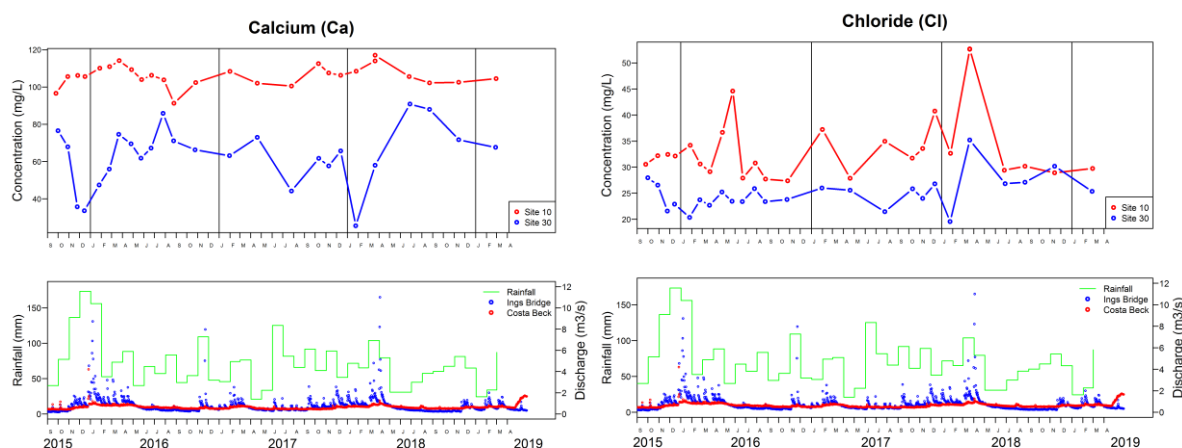 Calcium (Ca)
Concentration (mg/L)
120
100
80
60
40
Site 10
Site 30
S O N D J F M A M J J A S O N D J F M A M J J A S O N D J F M A M J J A S O N D J F M A
Rainfall (mm)
150
100
50
0
Rainfall
Ings Bridge
Costa Beck
12
10
8
6
4
2
0
Discharge (m3/s)
S O N D J F M A M J J A S O N D J F M A M J J A S O N D J F M A M J J A S O N D J F M A
2015 2016 2017 2018 2019
Chloride (Cl)
Concentration (mg/L)
50
45
40
35
30
25
20
Site 10
Site 30
S O N D J F M A M J J A S O N D J F M A M J J A S O N D J F M A M J J A S O N D J F M A
Rainfall (mm)
150
100
50
0
Rainfall
Ings Bridge
Costa Beck
12
10
8
6
4
2
0
Discharge (m3/s)
S O N D J F M A M J J A S O N D J F M A M J J A S O N D J F M A M J J A S O N D J F M A
2015 2016 2017 2018 2019